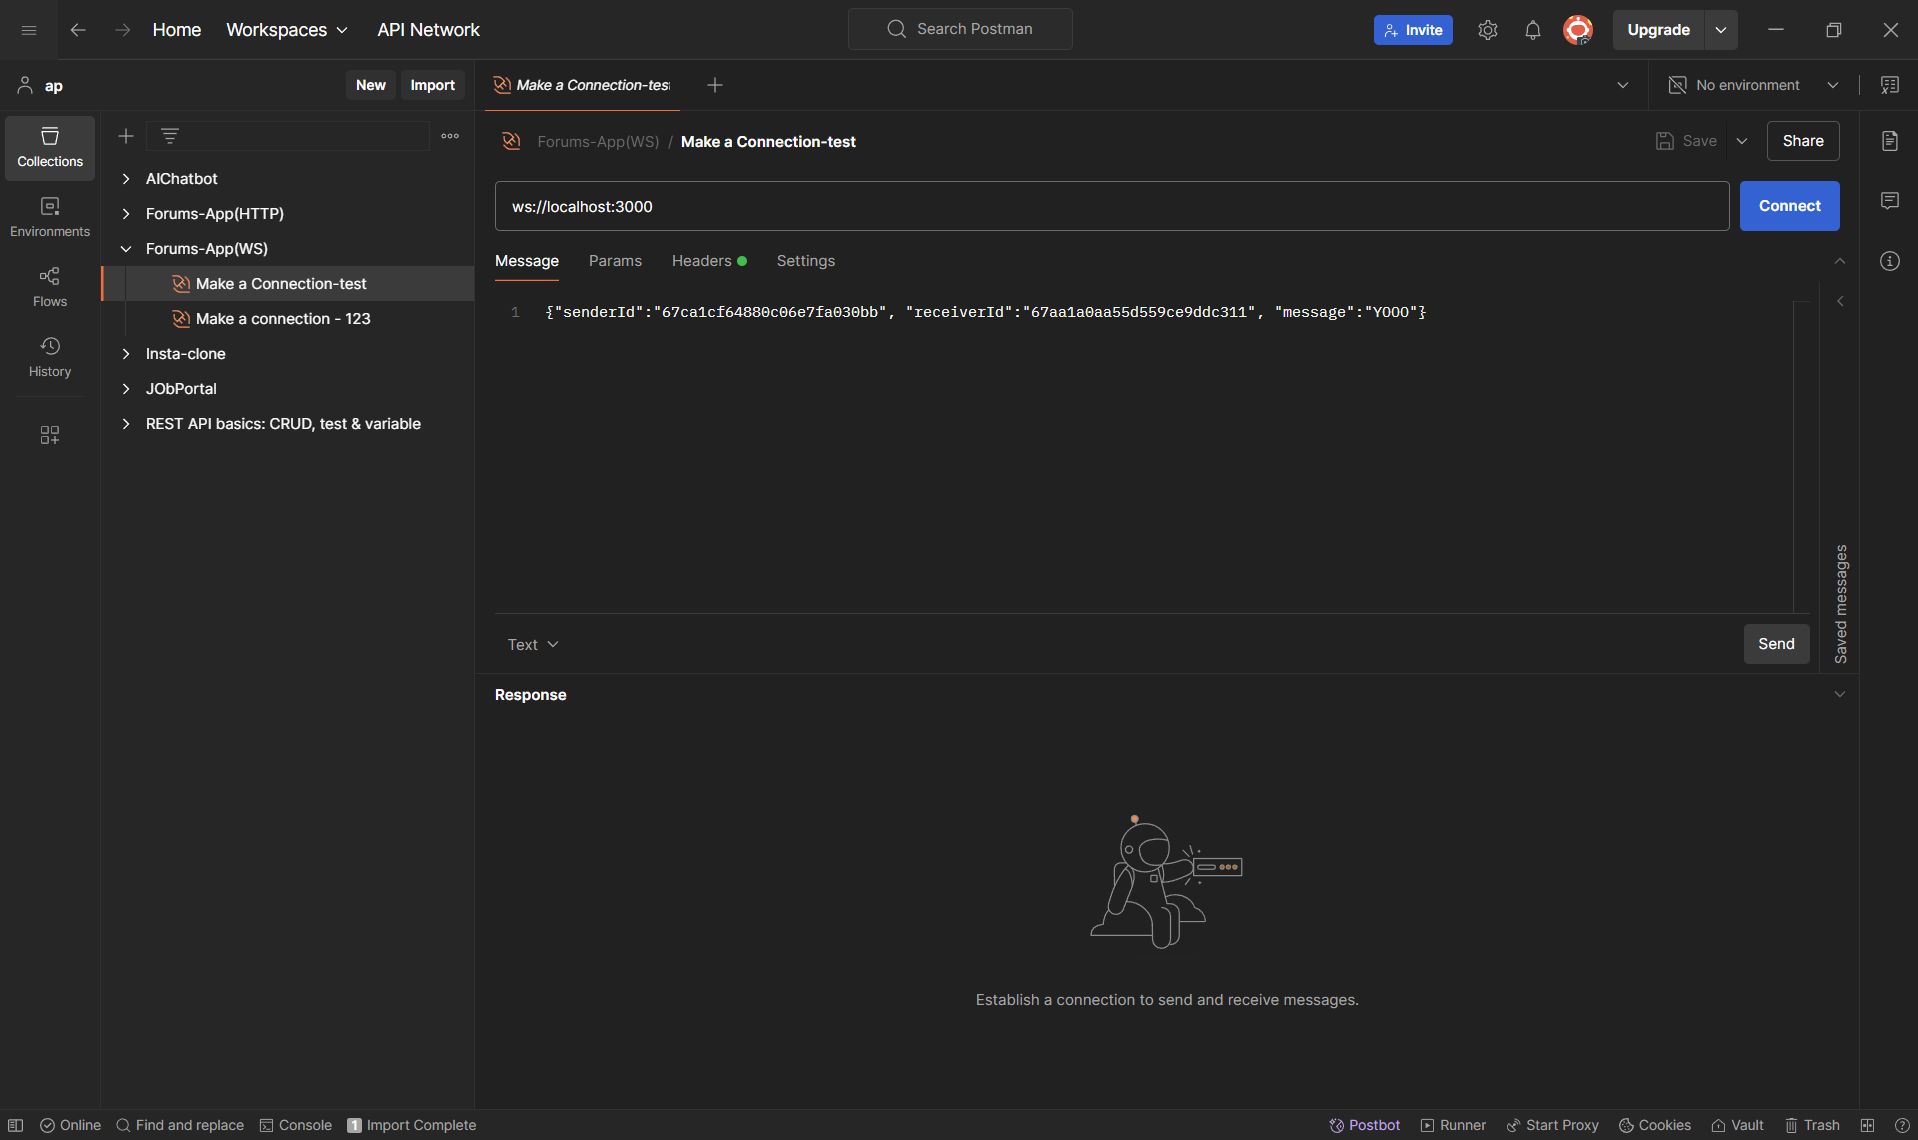 Home Workspaces API Network Search Postman Invite Upgrade
ap New Import Make a Connection-tes No environment
Collections
Environments
Flows
History
AIChatbot
Forums-App(HTTP)
Forums-App(WS)
Make a Connection-test
Make a connection - 123
Insta-clone
JObPortal
REST API basics: CRUD, test & variable
Forums-App(WS) / Make a Connection-test Save Share
ws://localhost:3000 Connect
Message Params Headers Settings
1 {"senderId":"67ca1cf64880c06e7fa030bb", "receiverId":"67aa1a0aa55d559ce9ddc311", "message":"YOOO"}
Saved messages
Text Send
Response
Establish a connection to send and receive messages.
Online Find and replace Console 1 Import Complete Postbot Runner Start Proxy Cookies Vault Trash